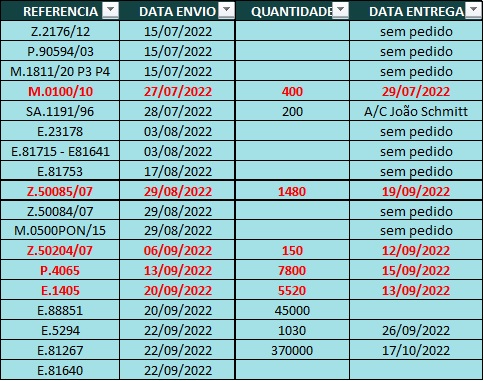 REFERENCIA DATA ENVIO QUANTIDADE DATA ENTREGA
Z.2176/12 15/07/2022 sem pedido
P.90594/03 15/07/2022 sem pedido
M.1811/20 P3 P4 15/07/2022 sem pedido
M.0100/10 27/07/2022 400 29/07/2022
SA.1191/96 28/07/2022 200 A/C João Schmitt
E.23178 03/08/2022 sem pedido
E.81715 - E81641 03/08/2022 sem pedido
E.81753 17/08/2022 sem pedido
Z.50085/07 29/08/2022 1480 19/09/2022
Z.50084/07 29/08/2022 sem pedido
M.0500PON/15 29/08/2022 sem pedido
Z.50204/07 06/09/2022 150 12/09/2022
P.4065 13/09/2022 7800 15/09/2022
E.1405 20/09/2022 5520 13/09/2022
E.88851 20/09/2022 45000
E.5294 22/09/2022 1030 26/09/2022
E.81267 22/09/2022 370000 17/10/2022
E.81640 22/09/2022